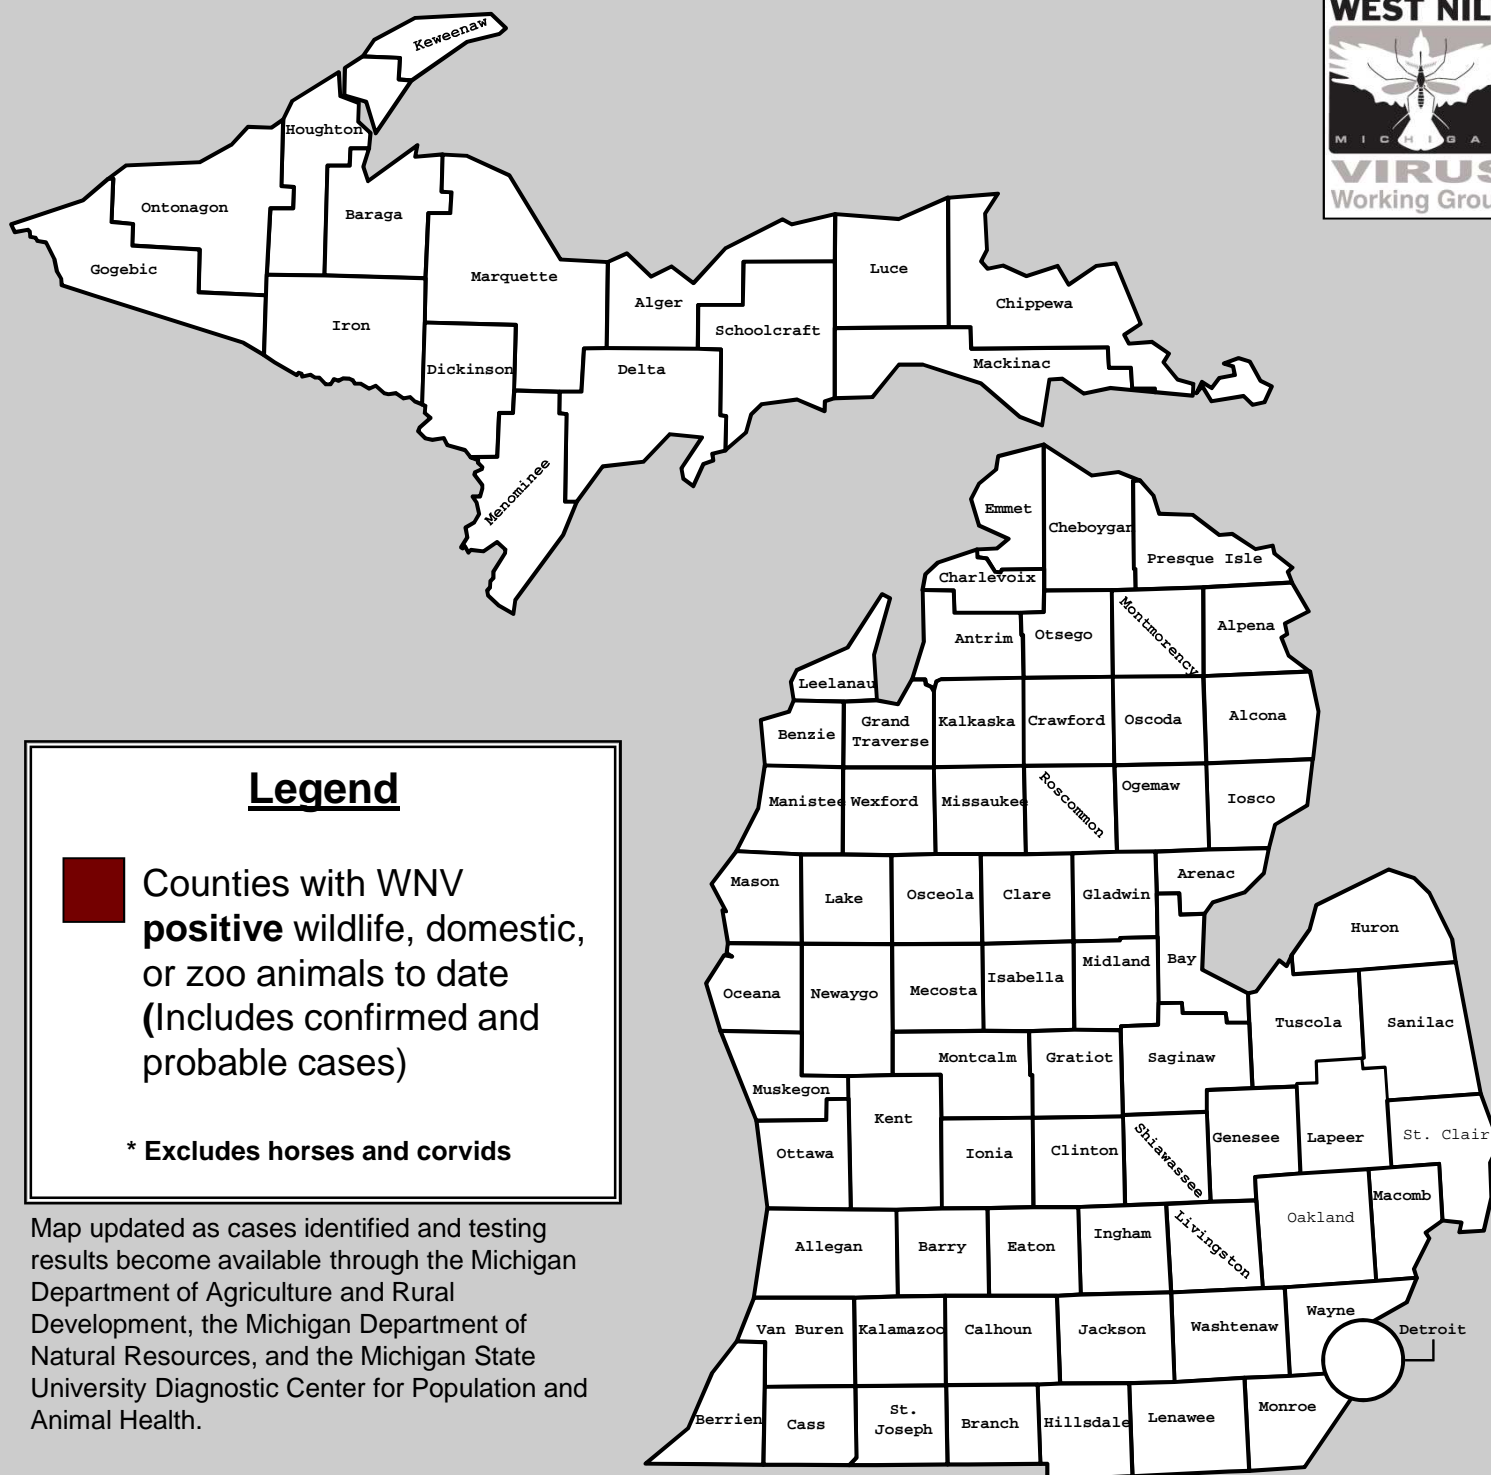 WEST NIL
MICHIGA
VIRUS
Working Grou
Keweenaw
Houghton
Ontonagon
Baraga
Gogebic
Marquette
Iron
Alger
Luce
Chippewa
Schoolcraft
Dickinson
Delta
Mackinac
Menominee
Emmet
Cheboygan
Presque Isle
Charlevoix
Montmorency
Antrim
Otsego
Alpena
Leelanau
Benzie
Grand
Traverse
Kalkaska
Crawford
Oscoda
Alcona
Manistee
Wexford
Missaukee
Roscommon
Ogemaw
Iosco
Mason
Lake
Osceola
Clare
Gladwin
Arenac
Huron
Oceana
Newaygo
Mecosta
Isabella
Midland
Bay
Tuscola
Sanilac
Muskegon
Montcalm
Gratiot
Saginaw
Kent
Ottawa
Ionia
Clinton
Shiawassee
Genesee
Lapeer
St. Clair
Allegan
Barry
Eaton
Ingham
Livingston
Oakland
Macomb
Van Buren
Kalamazoo
Calhoun
Jackson
Washtenaw
Wayne
Detroit
Berrien
Cass
St.
Joseph
Branch
Hillsdale
Lenawee
Monroe
Legend
Counties with WNV
positive wildlife, domestic,
or zoo animals to date
(Includes confirmed and
probable cases)
* Excludes horses and corvids
Map updated as cases identified and testing
results become available through the Michigan
Department of Agriculture and Rural
Development, the Michigan Department of
Natural Resources, and the Michigan State
University Diagnostic Center for Population and
Animal Health.